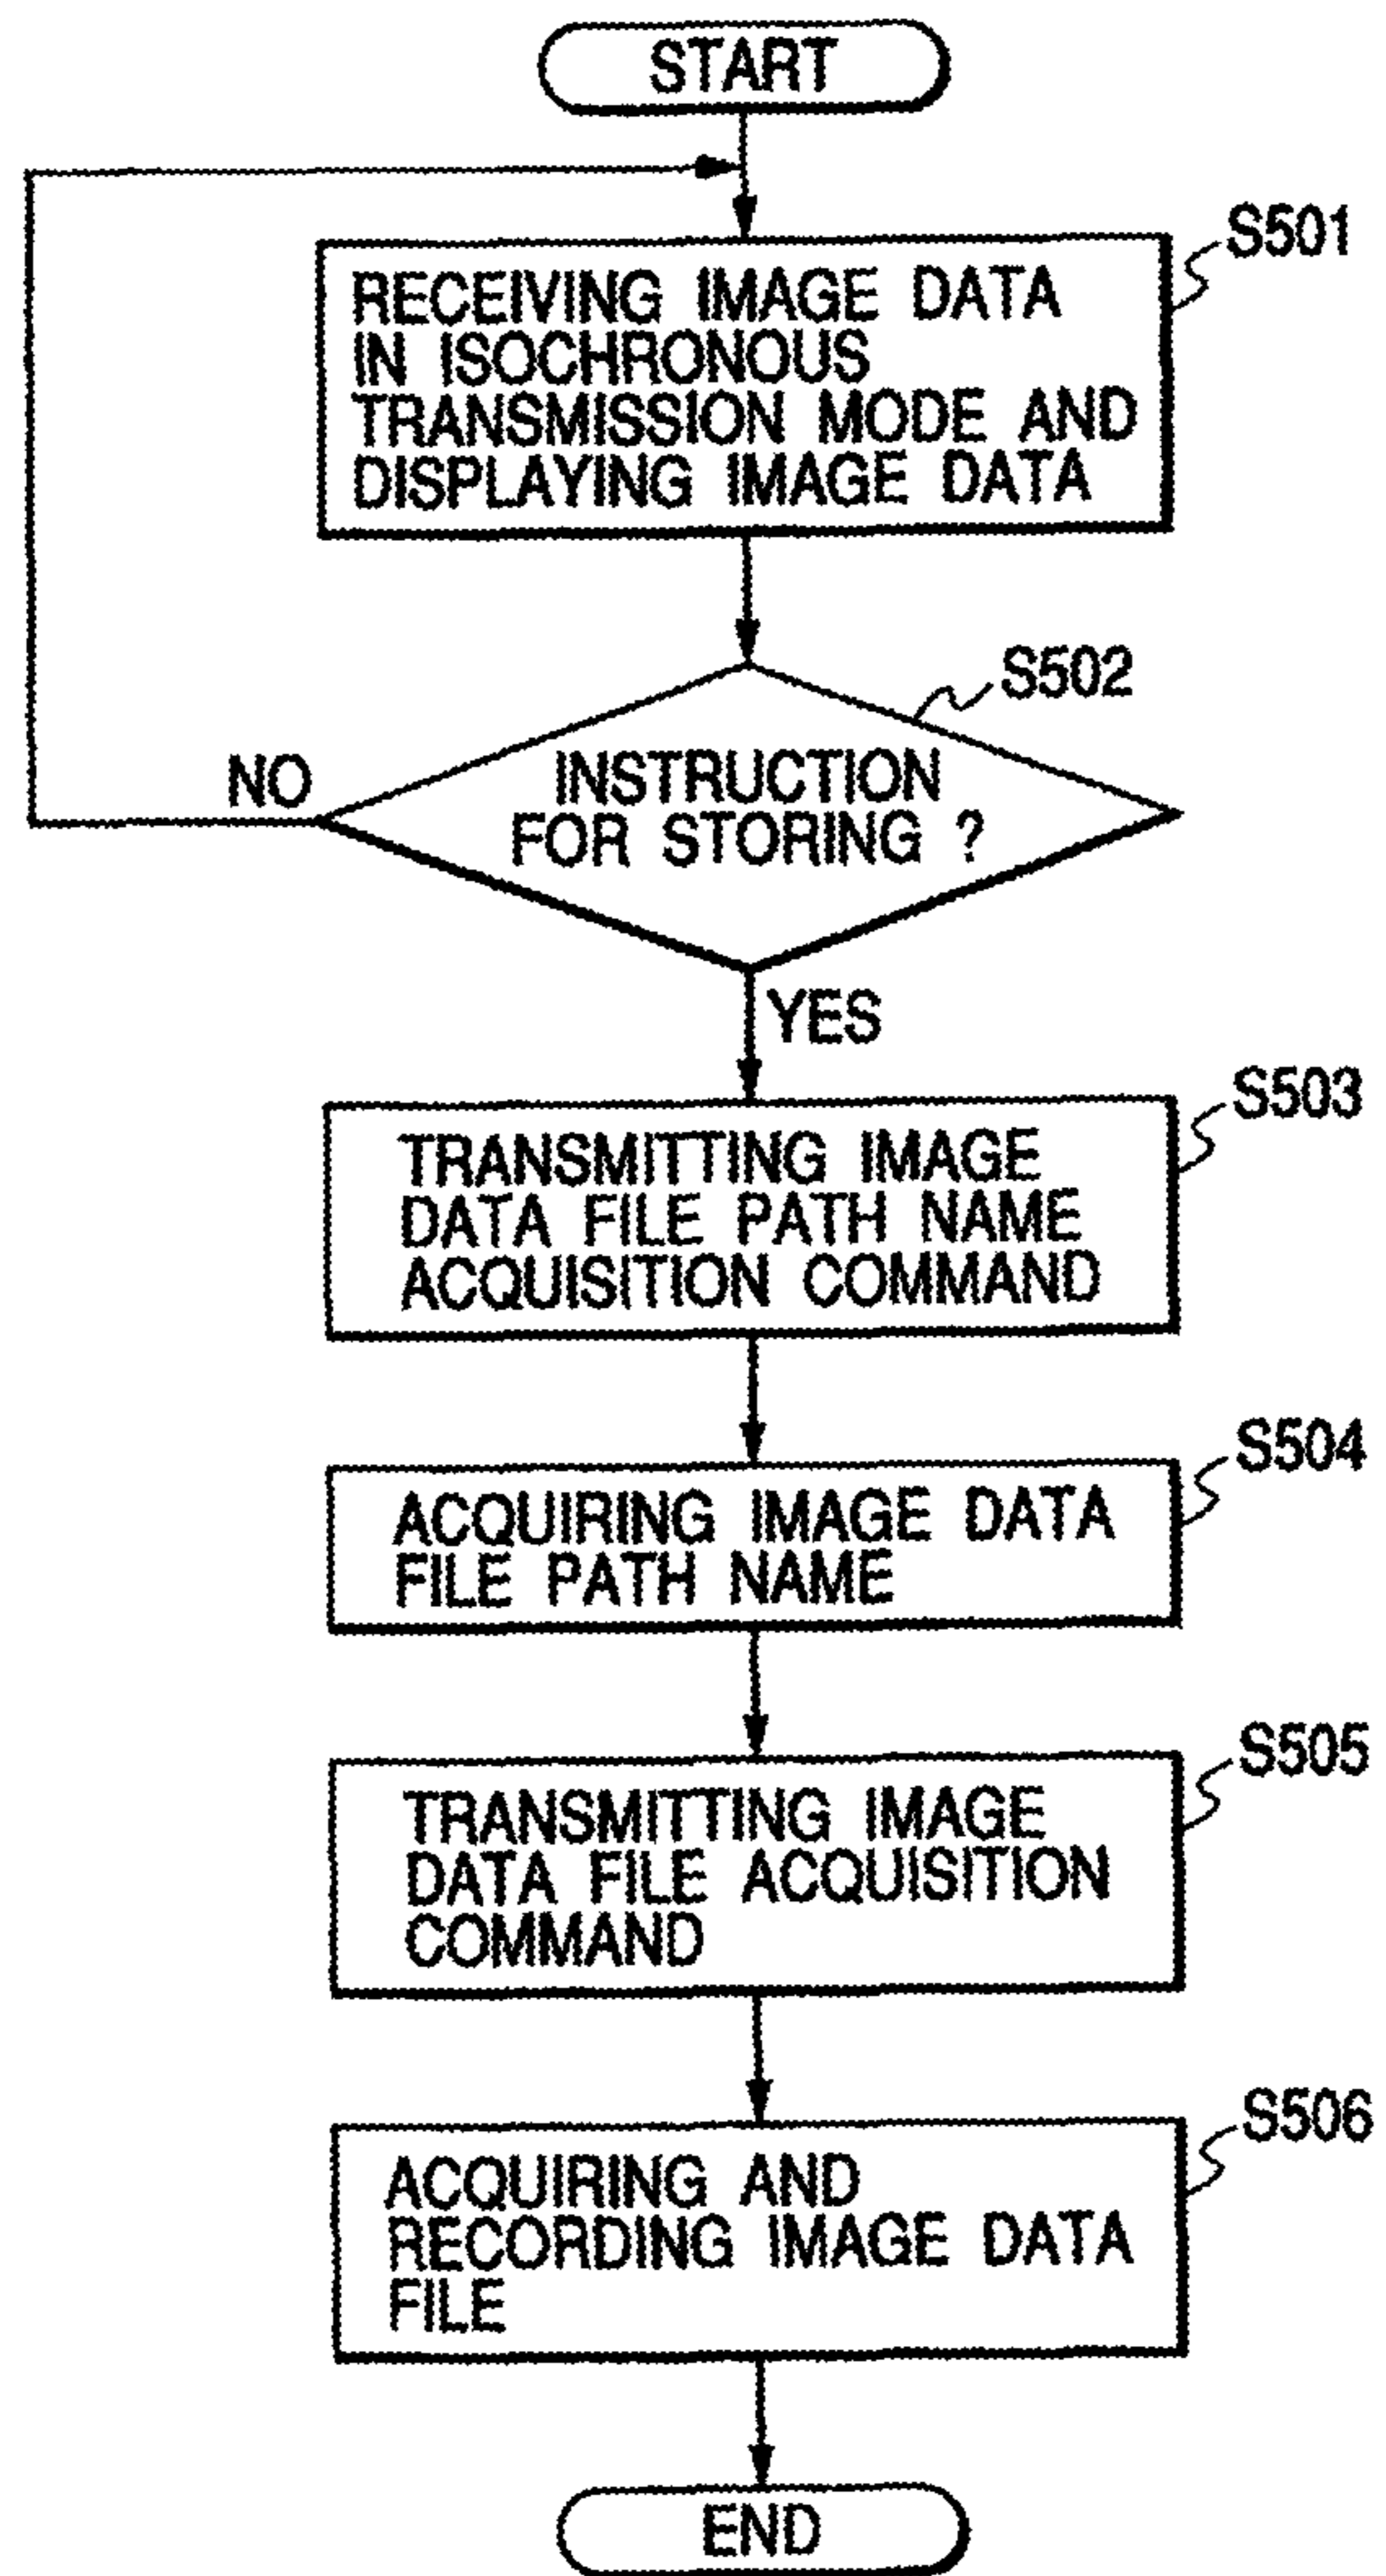 START
S501
RECEIVING IMAGE DATA
IN ISOCHRONOUS
TRANSMISSION MODE AND
DISPLAYING IMAGE DATA
S502
INSTRUCTION
FOR STORING ?
NO
YES
S503
TRANSMITTING IMAGE
DATA FILE PATH NAME
ACQUISITION COMMAND
S504
ACQUIRING IMAGE DATA
FILE PATH NAME
S505
TRANSMITTING IMAGE
DATA FILE ACQUISITION
COMMAND
S506
ACQUIRING AND
RECORDING IMAGE DATA
FILE
END